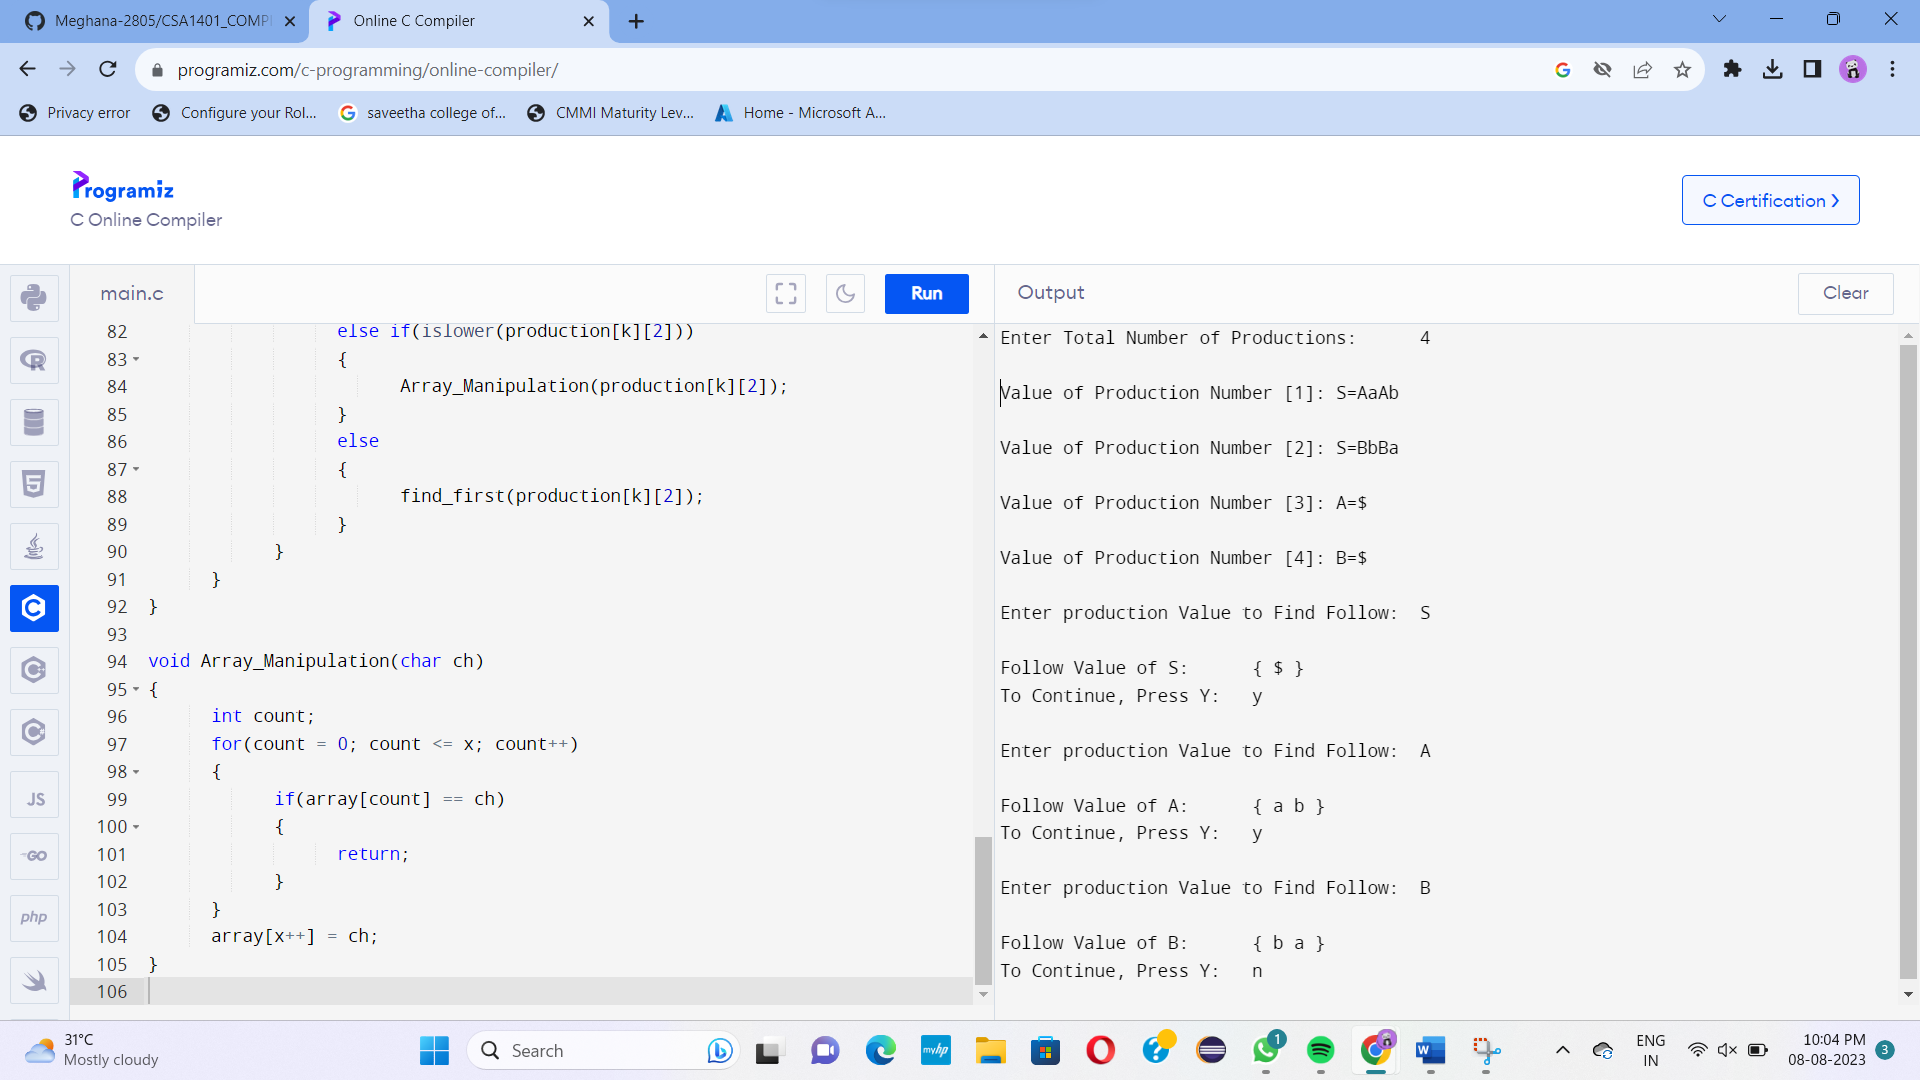 Meghana-2805/CSA1401_COMPI
Online C Compiler
programiz.com/c-programming/online-compiler/
Privacy error
Configure your Rol...
saveetha college of...
CMMI Maturity Lev...
Home - Microsoft A...
Programiz
C Online Compiler
C Certification
main.c
Run
Output
Clear
82 else if(islower(production[k][2]))
83 {
84 Array_Manipulation(production[k][2]);
85 }
86 else
87 {
88 find_first(production[k][2]);
89 }
90 }
91 }
92 }
93
94 void Array_Manipulation(char ch)
95 {
96 int count;
97 for(count = 0; count <= x; count++)
98 {
99 if(array[count] == ch)
100 {
101 return;
102 }
103 }
104 array[x++] = ch;
105 }
106
Enter Total Number of Productions: 4
Value of Production Number [1]: S=AaAb
Value of Production Number [2]: S=BbBa
Value of Production Number [3]: A=$
Value of Production Number [4]: B=$
Enter production Value to Find Follow: S
Follow Value of S: { $ }
To Continue, Press Y: y
Enter production Value to Find Follow: A
Follow Value of A: { a b }
To Continue, Press Y: y
Enter production Value to Find Follow: B
Follow Value of B: { b a }
To Continue, Press Y: n
JS
GO
php
31°C
Mostly cloudy
Search
myhp
1
ENG
IN
10:04 PM
08-08-2023
3